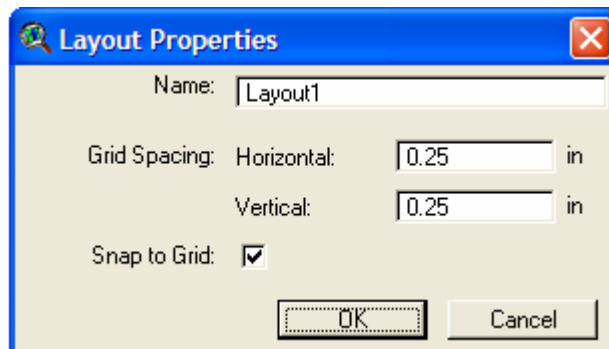 Layout Properties
Name: Layout1
Grid Spacing: Horizontal: 0.25 in
Vertical: 0.25 in
Snap to Grid:
OK Cancel